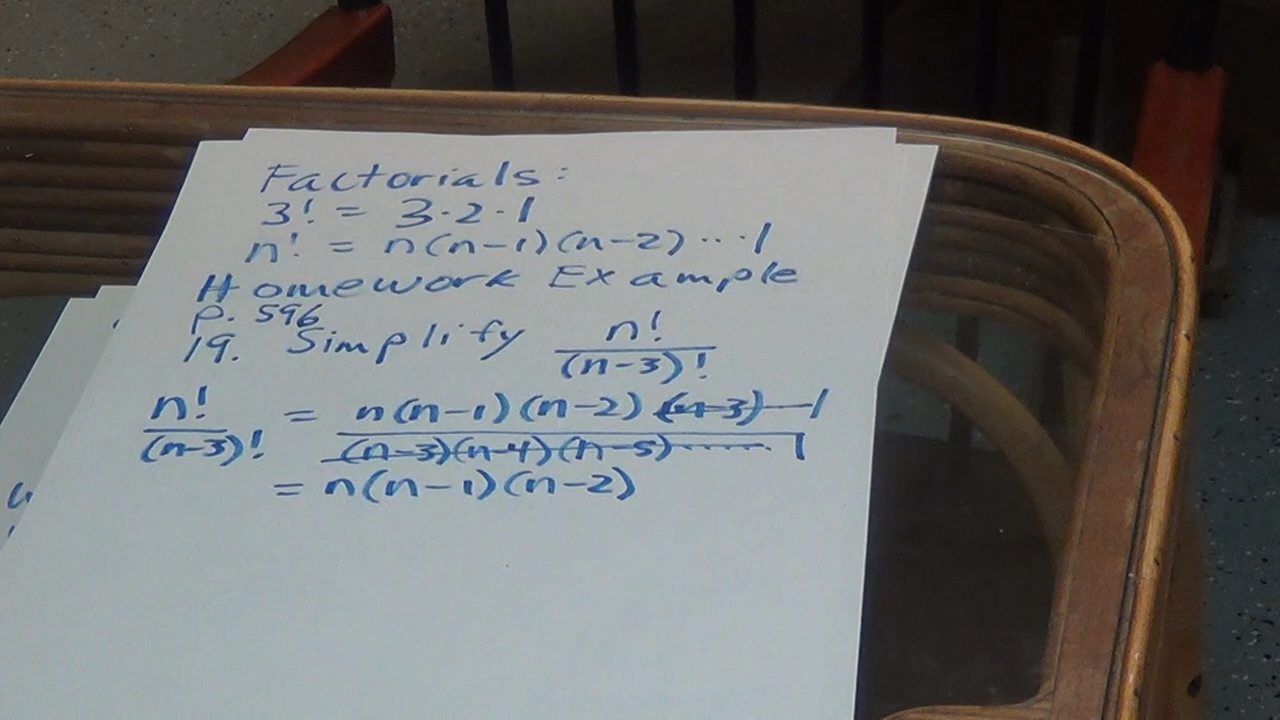 Factorials:
3! = 3·2·1
n! = n(n-1)(n-2)···1
Homework Example
p. 596
19. Simplify n!/(n-3)!
n!/(n-3)! = n(n-1)(n-2)(n-3)—1/(n-3)(n-4)(n-5)······1
= n(n-1)(n-2)